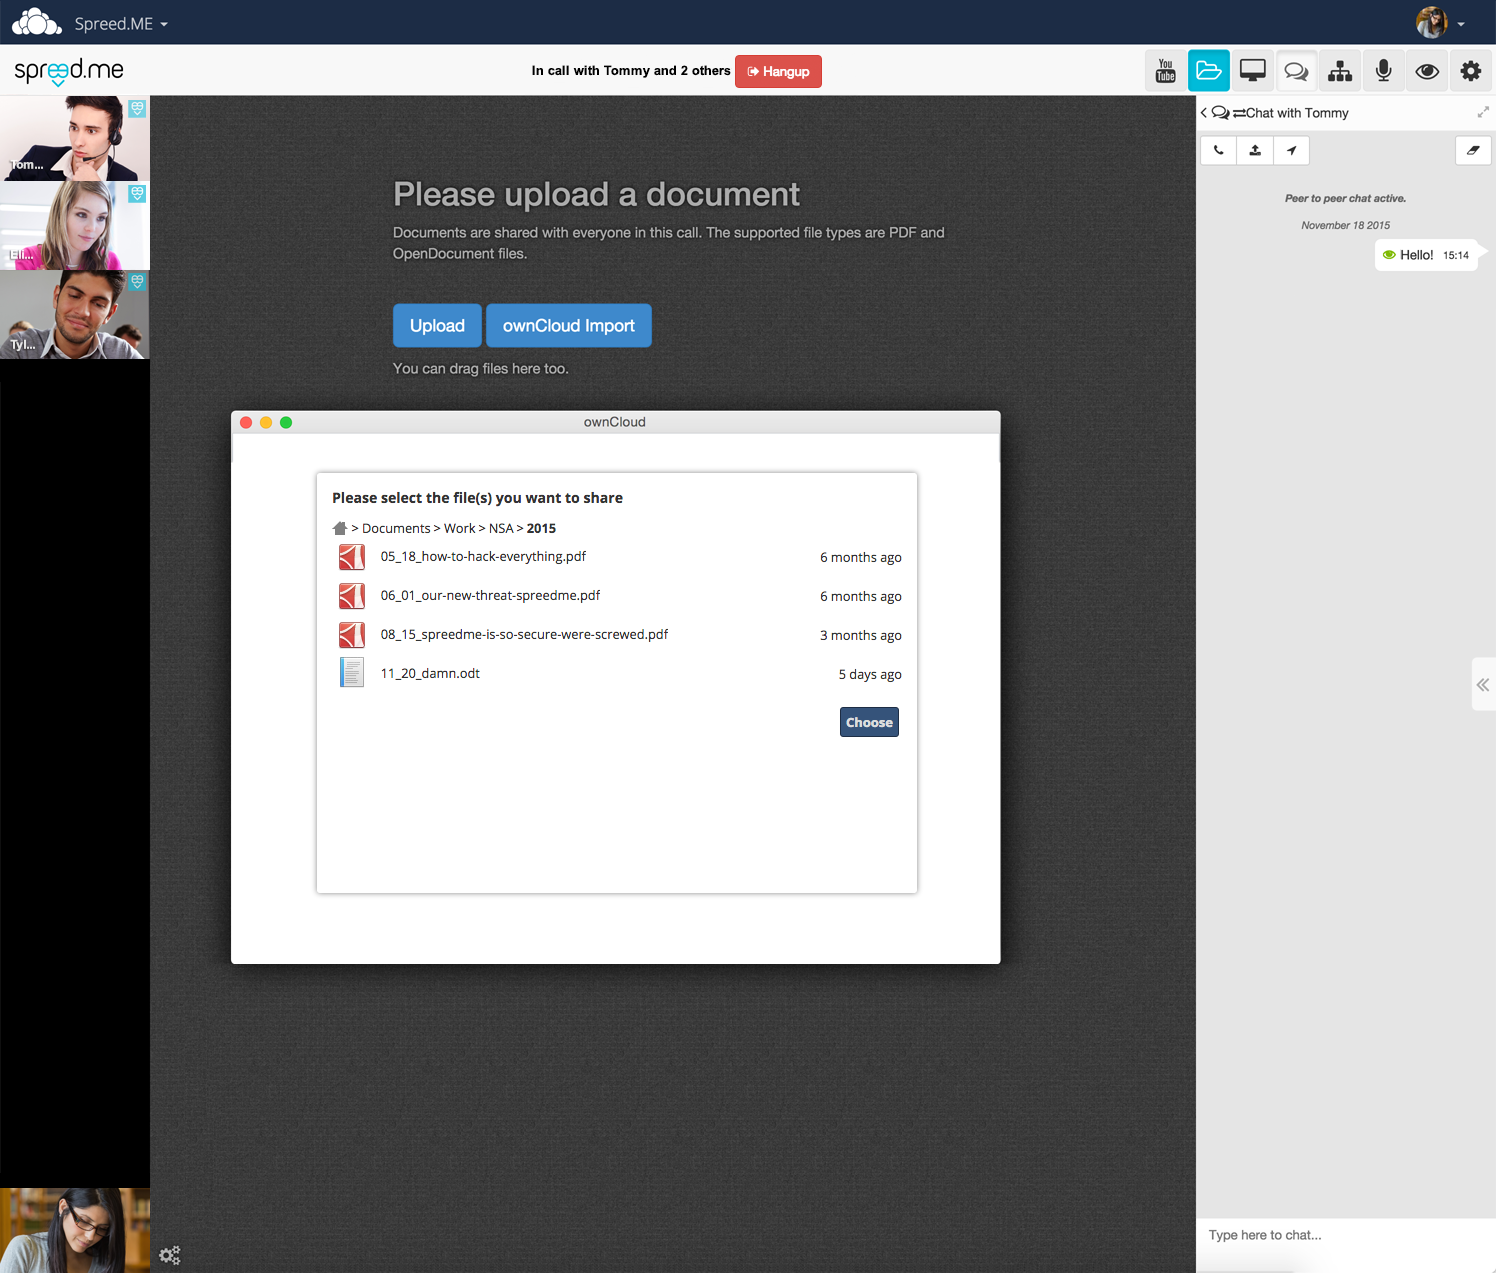 Spreed.ME
spreed.me
In call with Tommy and 2 others
Hangup
You
Tube
Tom...
Elli...
Tyl...
Please upload a document
Documents are shared with everyone in this call. The supported file types are PDF and
OpenDocument files.
Upload
ownCloud Import
You can drag files here too.
ownCloud
Please select the file(s) you want to share
> Documents > Work > NSA > 2015
05_18_how-to-hack-everything.pdf 6 months ago
06_01_our-new-threat-spreedme.pdf 6 months ago
08_15_spreedme-is-so-secure-were-screwed.pdf 3 months ago
11_20_damn.odt 5 days ago
Choose
Chat with Tommy
Peer to peer chat active.
November 18 2015
Hello! 15:14
Type here to chat...